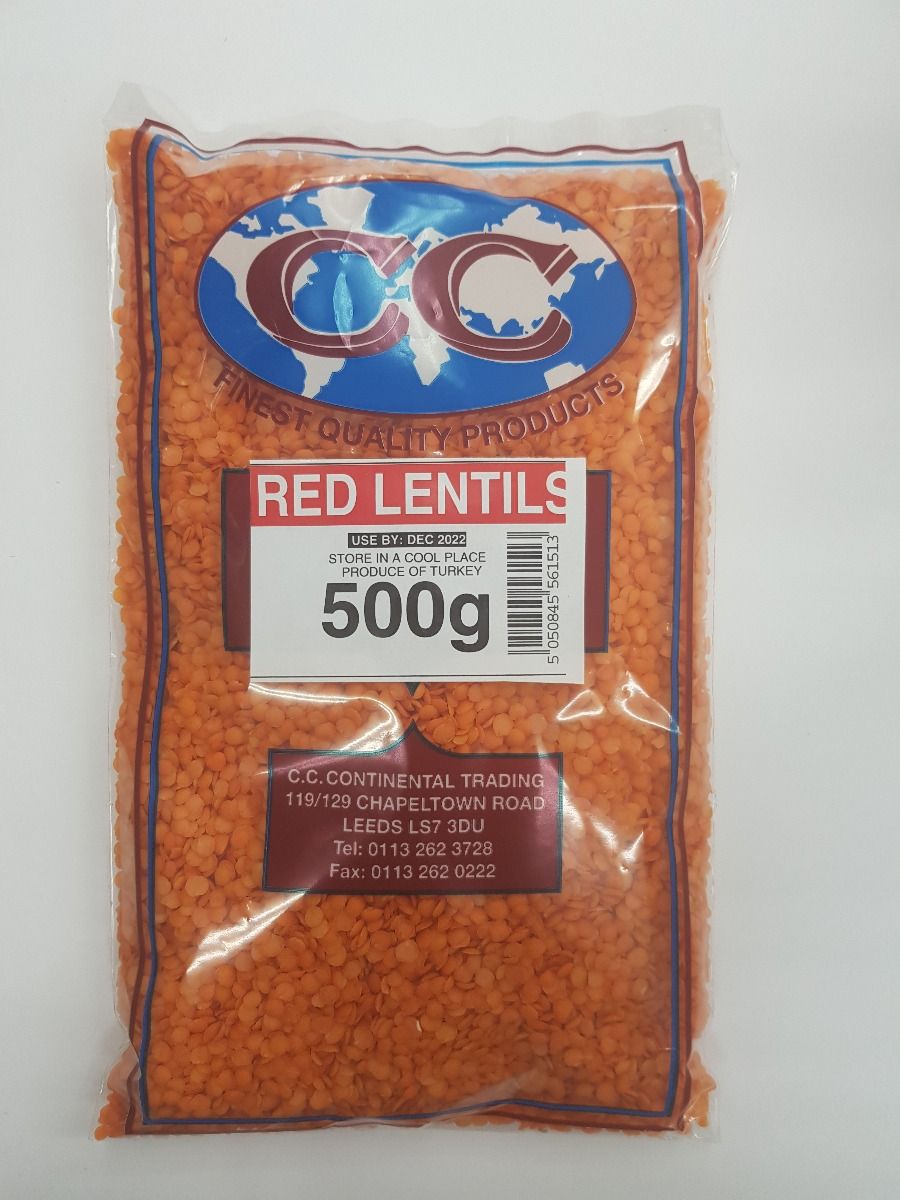 CC
FINEST QUALITY PRODUCTS
RED LENTILS
USE BY: DEC 2022
STORE IN A COOL PLACE
PRODUCE OF TURKEY
500g
5 050845 561513
C.C. CONTINENTAL TRADING
119/129 CHAPELTOWN ROAD
LEEDS LS7 3DU
Tel: 0113 262 3728
Fax: 0113 262 0222